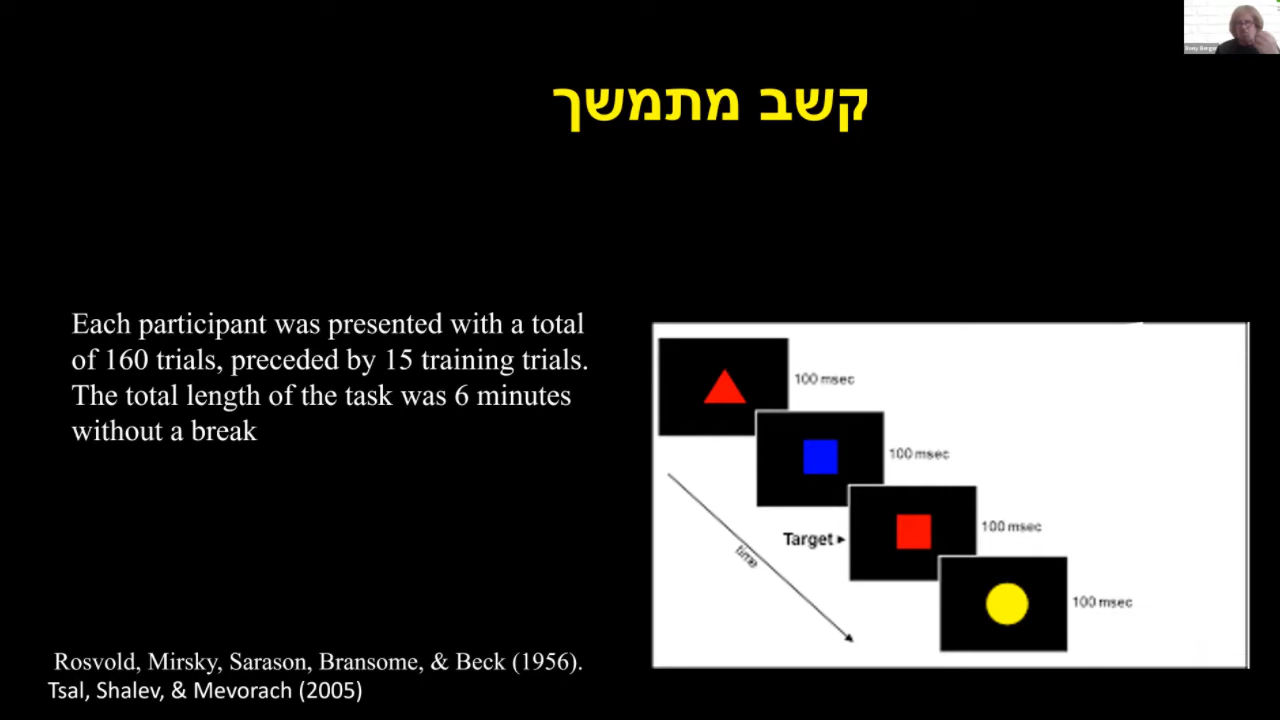 קשב מתמשך
Each participant was presented with a total
of 160 trials, preceded by 15 training trials.
The total length of the task was 6 minutes
without a break
100 msec
100 msec
Target
100 msec
time
100 msec
Rosvold, Mirsky, Sarason, Bransome, & Beck (1956).
Tsal, Shalev, & Mevorach (2005)